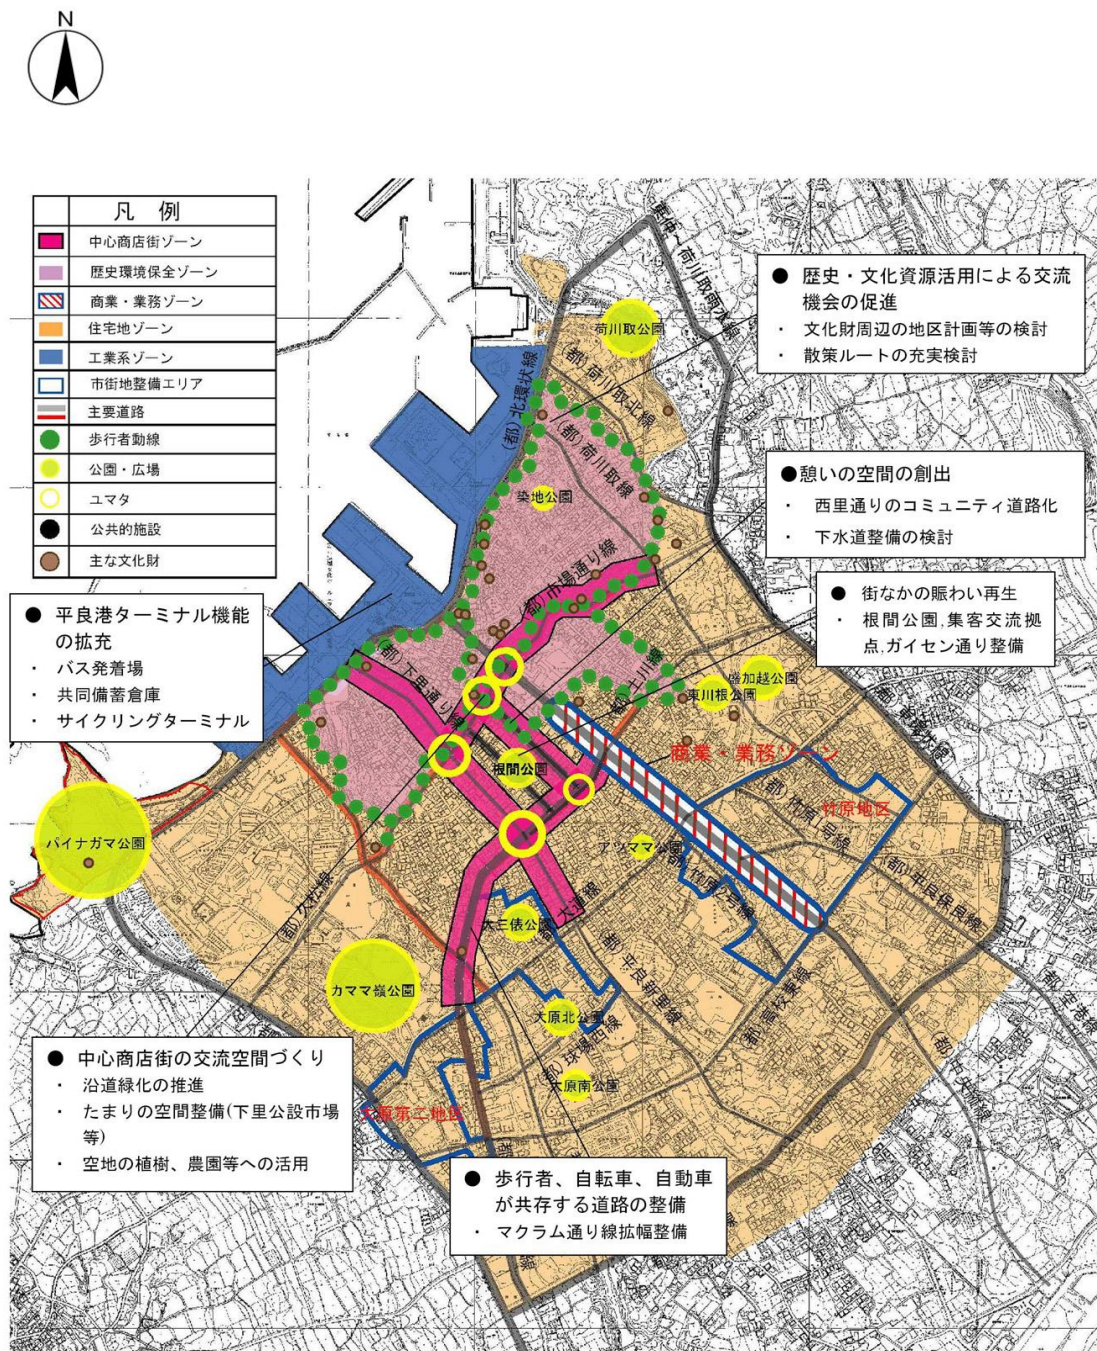 N
凡 例
中心商店街ゾーン
歴史環境保全ゾーン
商業・業務ゾーン
住宅地ゾーン
工業系ゾーン
市街地整備エリア
主要道路
歩行者動線
公園・広場
ユマタ
公共的施設
主な文化財
● 歴史・文化資源活用による交流
機会の促進
・ 文化財周辺の地区計画等の検討
・ 散策ルートの充実検討
●憩いの空間の創出
・ 西里通りのコミュニティ道路化
・ 下水道整備の検討
● 街なかの賑わい再生
・ 根間公園,集客交流拠
点,ガイセン通り整備
● 平良港ターミナル機能
の拡充
・ バス発着場
・ 共同備蓄倉庫
・ サイクリングターミナル
荷川取公園
(都)北環状線
(都)荷川取北線
(都)荷川取線
染地公園
(都)市場通り線
(都)下里通り線
盛加越公園
東川根公園
根間公園
商業・業務ゾーン
竹原地区
アツママ公園
パイナガマ公園
都)平良保良線
大三俵公園
カママ嶺公園
大原北公園
大原南公園
大原第二地区
● 中心商店街の交流空間づくり
・ 沿道緑化の推進
・ たまりの空間整備(下里公設市場
等)
・ 空地の植樹、農園等への活用
● 歩行者、自転車、自動車
が共存する道路の整備
・ マクラム通り線拡幅整備